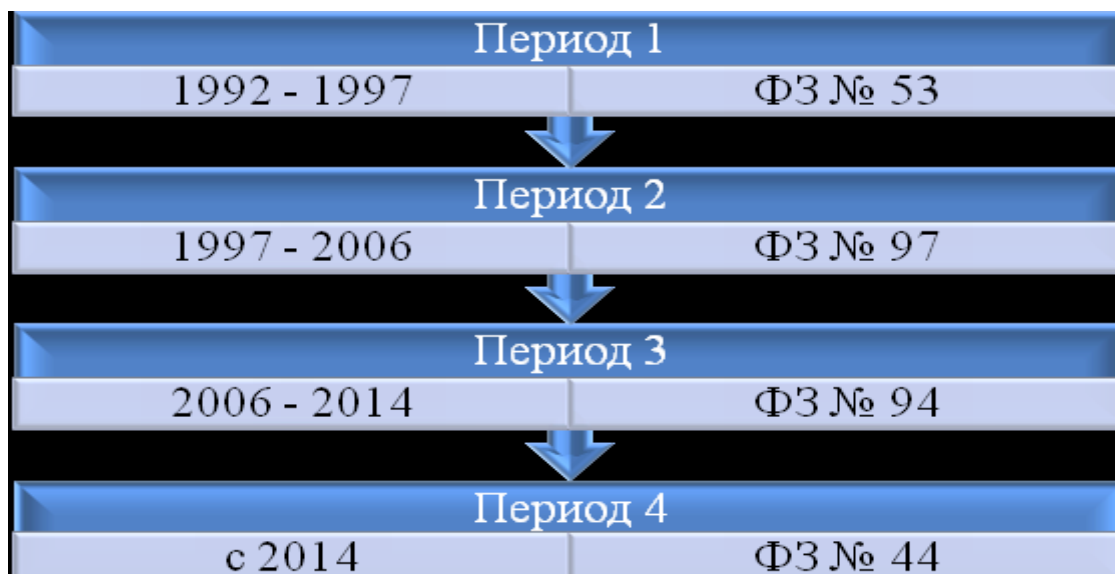 Период 1
1992 - 1997 ФЗ № 53
Период 2
1997 - 2006 ФЗ № 97
Период 3
2006 - 2014 ФЗ № 94
Период 4
с 2014 ФЗ № 44